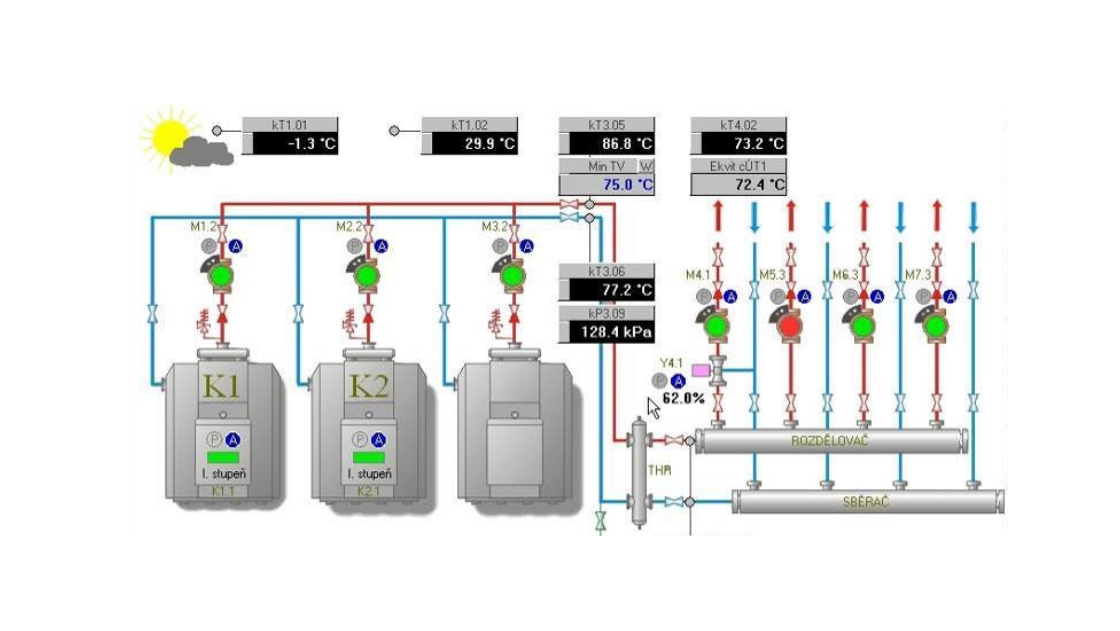 kT1.01
-1.3 °C
kT1.02
29.9 °C
kT3.05
86.8 °C
Min TV W
75.0 °C
kT4.02
73.2 °C
Ekvit cÚT1
72.4 °C
M1.2
P A
M2.2
P A
M3.2
P A
kT3.06
77.2 °C
kP3.09
128.4 kPa
M4.1
P A
M5.3
P A
M6.3
P A
M7.3
P A
Y4.1
P A
62.0%
K1
P A
I. stupeň
K1.1
K2
P A
I. stupeň
K2.1
THR
ROZDĚLOVAČ
SBĚRAČ